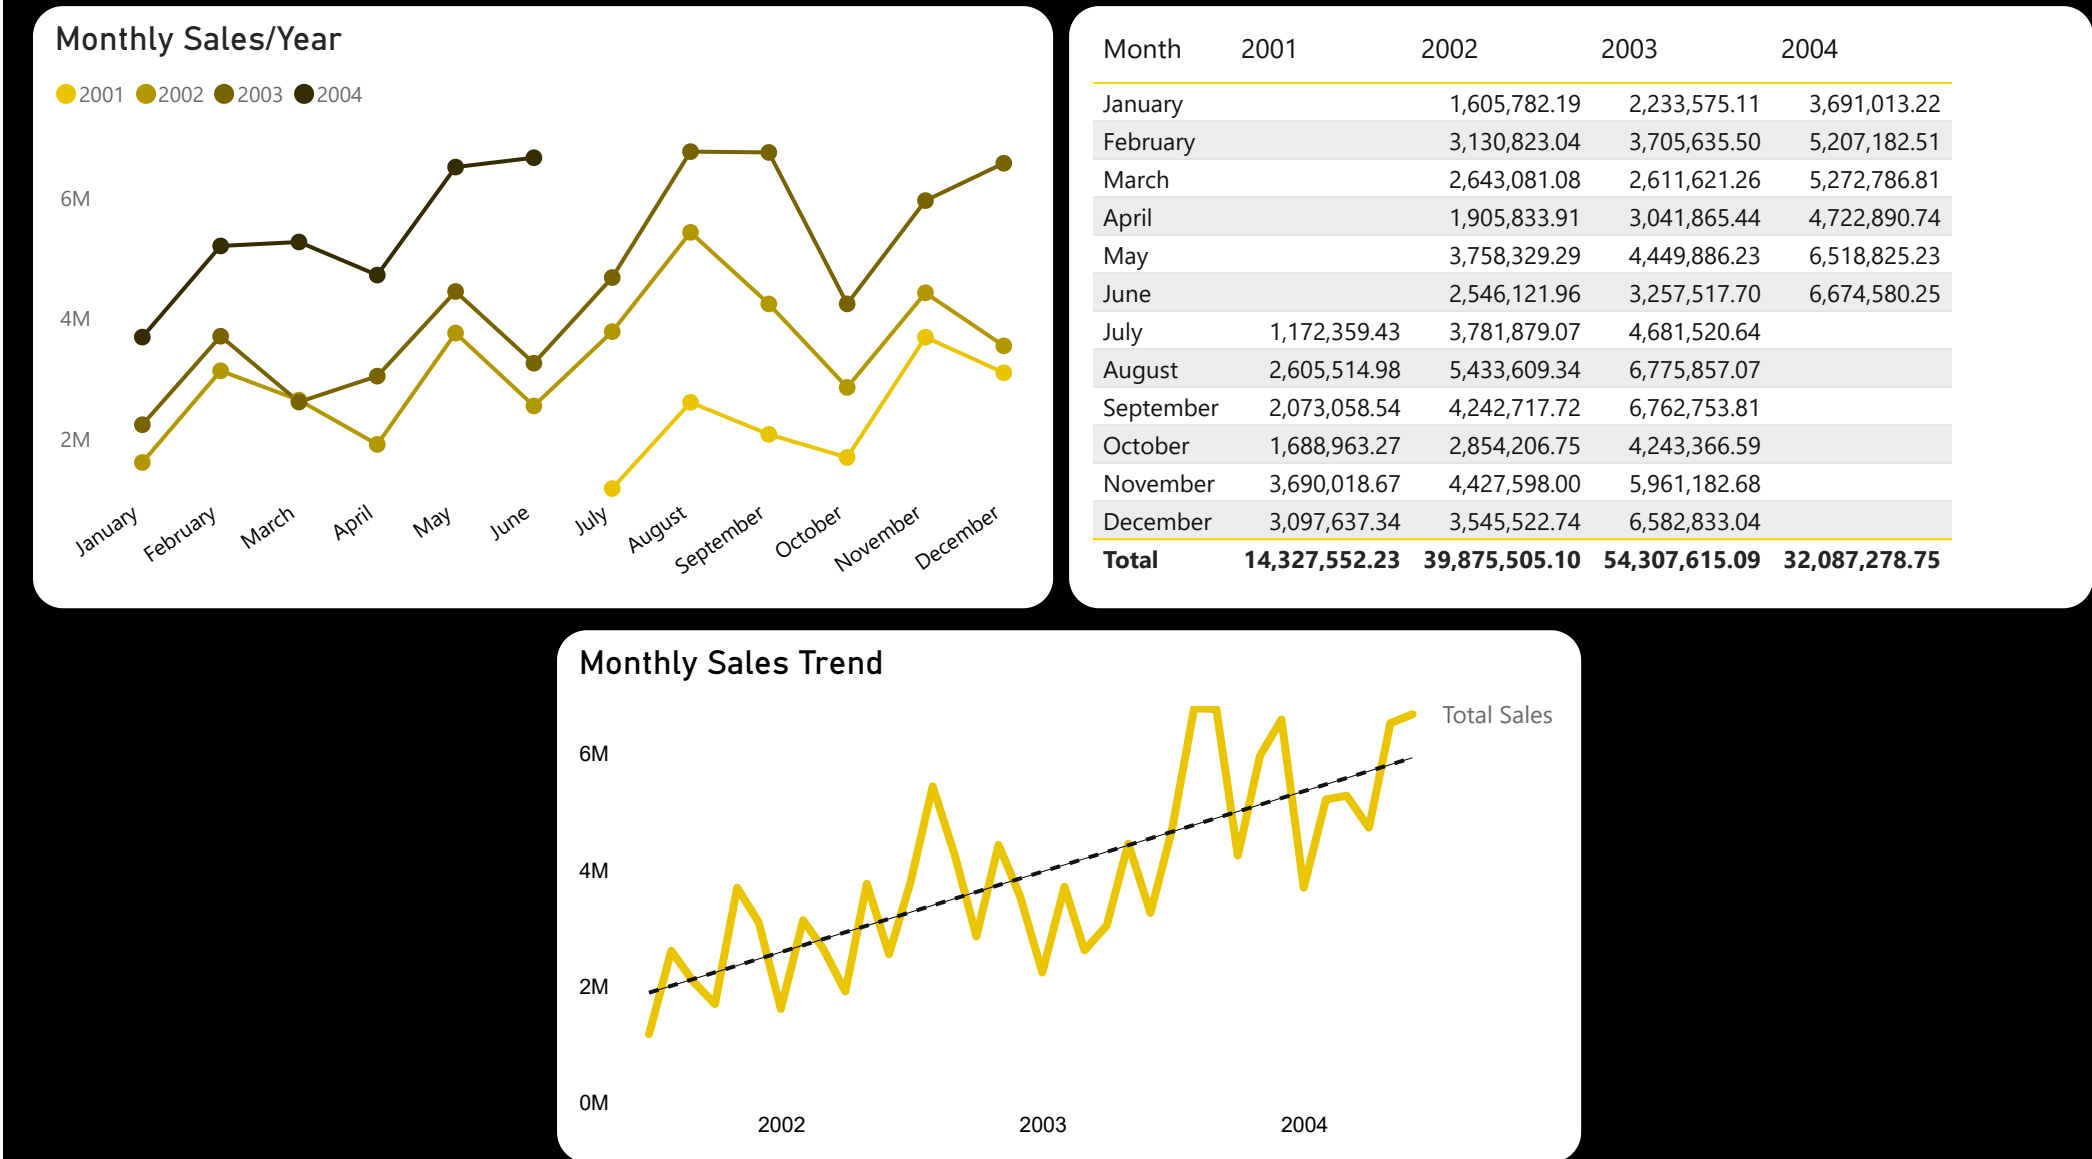 Monthly Sales/Year
2001 2002 2003 2004
6M
4M
2M
January February March April May June July August September October November December
Month 2001 2002 2003 2004
January 1,605,782.19 2,233,575.11 3,691,013.22
February 3,130,823.04 3,705,635.50 5,207,182.51
March 2,643,081.08 2,611,621.26 5,272,786.81
April 1,905,833.91 3,041,865.44 4,722,890.74
May 3,758,329.29 4,449,886.23 6,518,825.23
June 2,546,121.96 3,257,517.70 6,674,580.25
July 1,172,359.43 3,781,879.07 4,681,520.64
August 2,605,514.98 5,433,609.34 6,775,857.07
September 2,073,058.54 4,242,717.72 6,762,753.81
October 1,688,963.27 2,854,206.75 4,243,366.59
November 3,690,018.67 4,427,598.00 5,961,182.68
December 3,097,637.34 3,545,522.74 6,582,833.04
Total 14,327,552.23 39,875,505.10 54,307,615.09 32,087,278.75
Monthly Sales Trend
Total Sales
6M
4M
2M
0M
2002 2003 2004